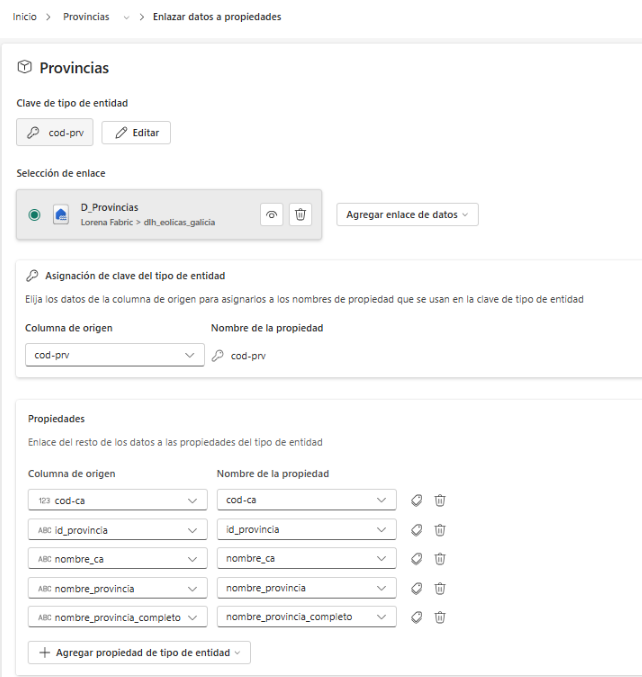 Inicio > Provincias > Enlazar datos a propiedades
Provincias
Clave de tipo de entidad
cod-prv Editar
Selección de enlace
D_Provincias
Lorena Fabric > dlh_eolicas_galicia
Agregar enlace de datos
Asignación de clave del tipo de entidad
Elija los datos de la columna de origen para asignarlos a los nombres de propiedad que se usan en la clave de tipo de entidad
Columna de origen Nombre de la propiedad
cod-prv cod-prv
Propiedades
Enlace del resto de los datos a las propiedades del tipo de entidad
Columna de origen Nombre de la propiedad
123 cod-ca cod-ca
ABC id_provincia id_provincia
ABC nombre_ca nombre_ca
ABC nombre_provincia nombre_provincia
ABC nombre_provincia_completo nombre_provincia_completo
+ Agregar propiedad de tipo de entidad